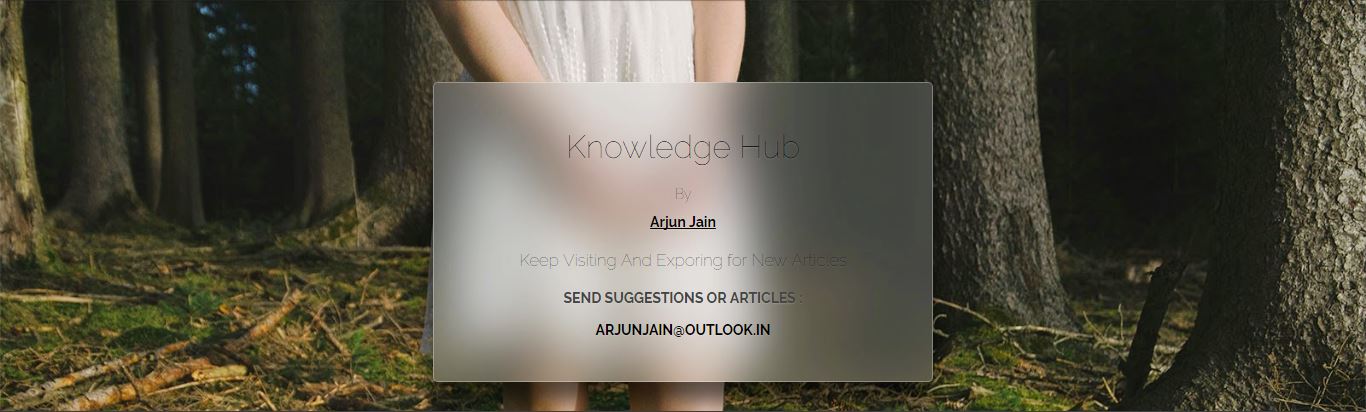 Knowledge Hub
By
Arjun Jain
Keep Visiting And Exporing for New Articles
SEND SUGGESTIONS OR ARTICLES :
ARJUNJAIN@OUTLOOK.IN